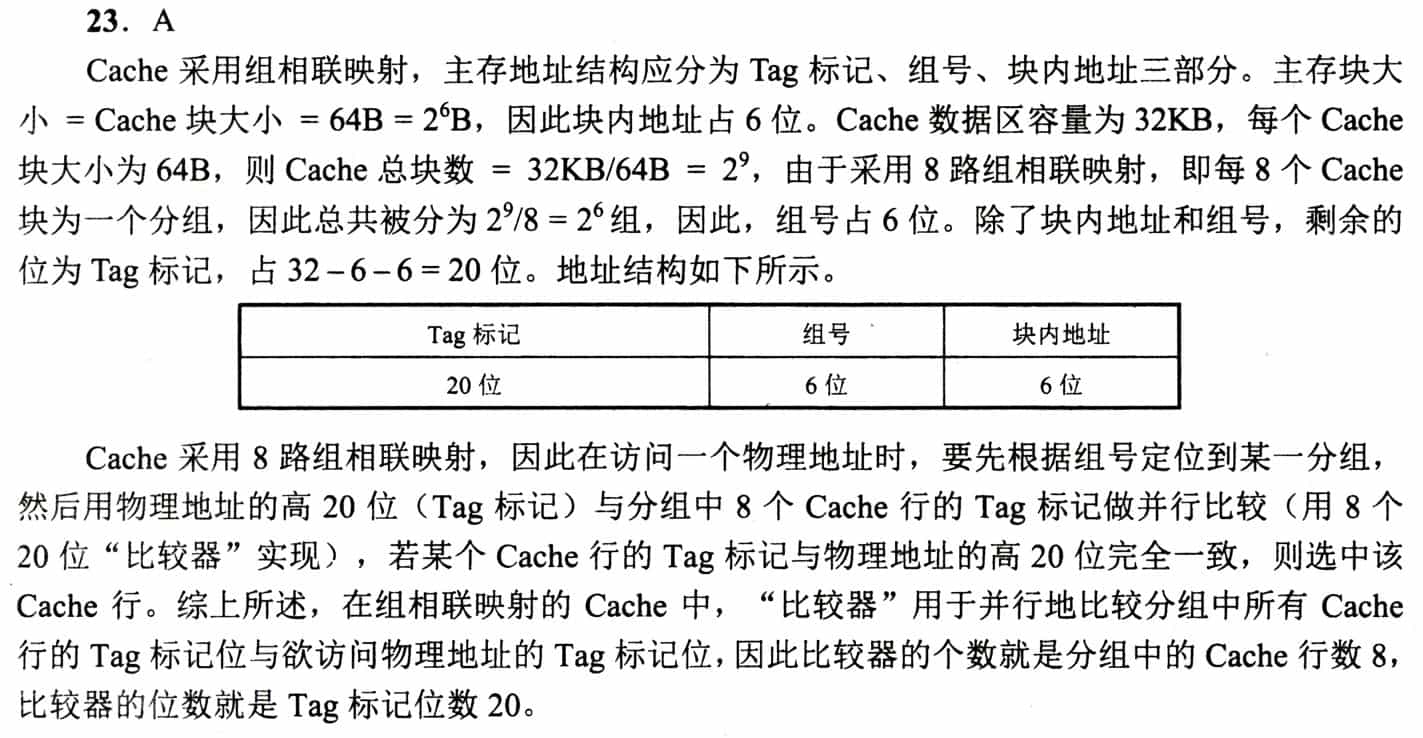 23．A
Cache 采用组相联映射，主存地址结构应分为 Tag 标记、组号、块内地址三部分。主存块大
小 = Cache 块大小 = 64B = 2⁶B，因此块内地址占 6 位。Cache 数据区容量为 32KB，每个 Cache
块大小为 64B，则 Cache 总块数 = 32KB/64B = 2⁹，由于采用 8 路组相联映射，即每 8 个 Cache
块为一个分组，因此总共被分为 2⁹/8 = 2⁶ 组，因此，组号占 6 位。除了块内地址和组号，剩余的
位为 Tag 标记，占 32 – 6 – 6 = 20 位。地址结构如下所示。
Tag 标记 组号 块内地址
20 位 6 位 6 位
Cache 采用 8 路组相联映射，因此在访问一个物理地址时，要先根据组号定位到某一分组，
然后用物理地址的高 20 位（Tag 标记）与分组中 8 个 Cache 行的 Tag 标记做并行比较（用 8 个
20 位“比较器”实现），若某个 Cache 行的 Tag 标记与物理地址的高 20 位完全一致，则选中该
Cache 行。综上所述，在组相联映射的 Cache 中，“比较器”用于并行地比较分组中所有 Cache
行的 Tag 标记位与欲访问物理地址的 Tag 标记位，因此比较器的个数就是分组中的 Cache 行数 8，
比较器的位数就是 Tag 标记位数 20。